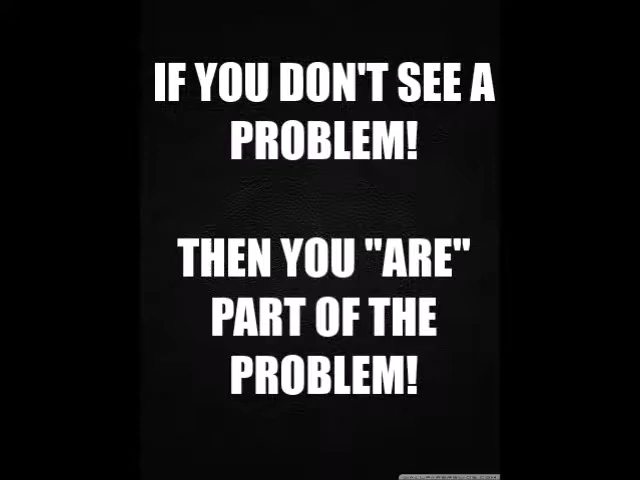 IF YOU DON'T SEE A
PROBLEM!
THEN YOU "ARE"
PART OF THE
PROBLEM!